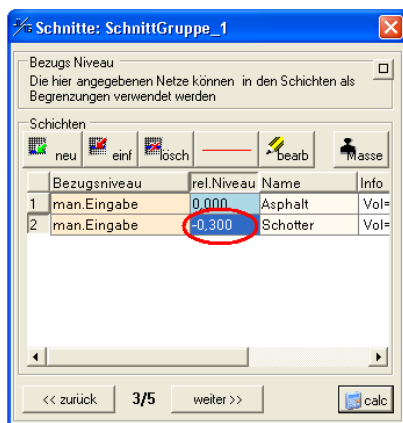 Schnitte: SchnittGruppe_1
Bezugs Niveau
Die hier angegebenen Netze können in den Schichten als
Begrenzungen verwendet
werden
Schichten
neu einf lösch bearb Masse
Bezugsniveau rel.Niveau Name Info
1 man.Eingabe 0,000 Asphalt Vol=
2 man.Eingabe -0,300 Schotter Vol=
<< zurück 3/5 weiter >> calc